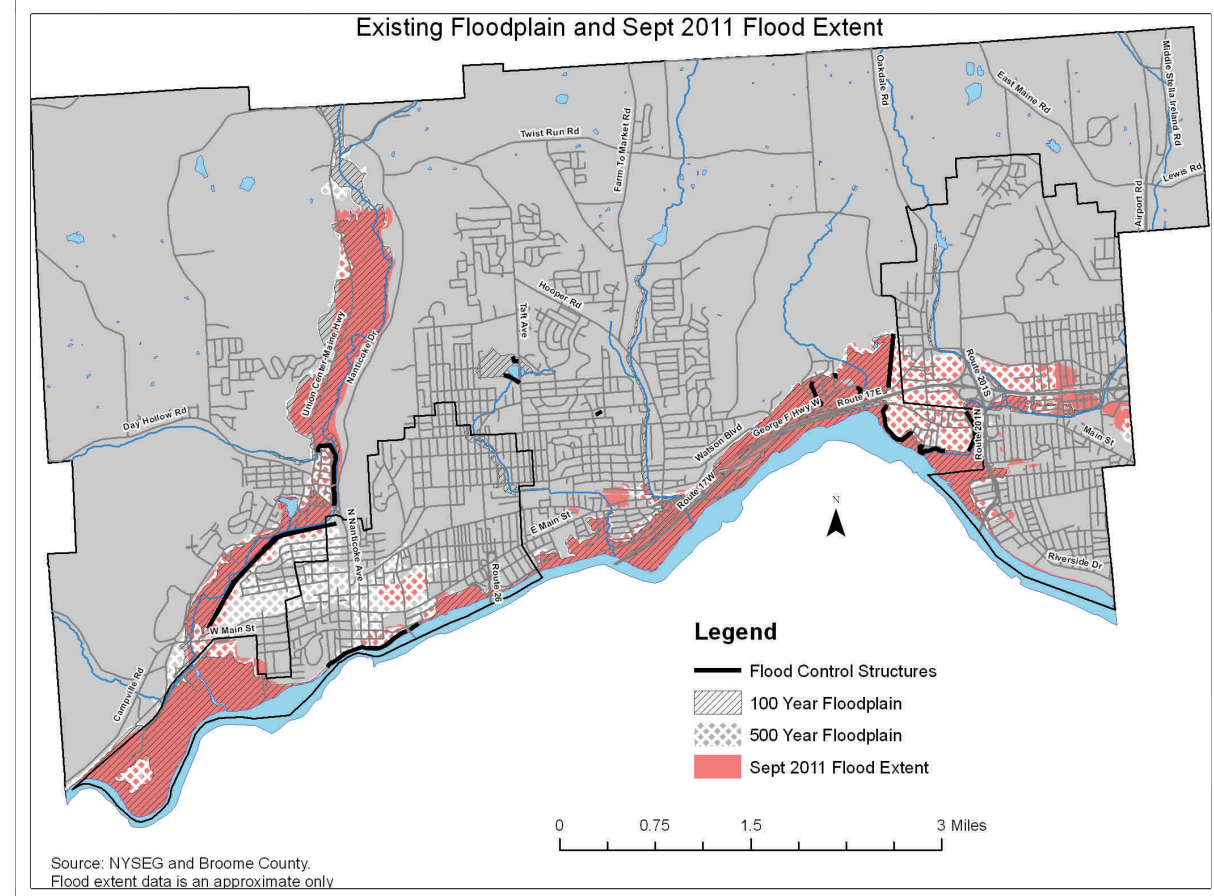 Existing Floodplain and Sept 2011 Flood Extent
Oakdale Rd
East Maine Rd
Middle Stella Ireland Rd
Twist Run Rd
Farm To Market Rd
Lewis Rd
Airport Rd
Hooper Rd
Taft Ave
Union Center-Maine Hwy
Nanticoke Dr
Day Hollow Rd
Route 201S
Route 17E
George F Hwy W
Watson Blvd
Route 201N
Main St
Route 17W
E Main St
N Nanticoke Ave
Route 26
N
Riverside Dr
W Main St
Campville Rd
Legend
Flood Control Structures
100 Year Floodplain
500 Year Floodplain
Sept 2011 Flood Extent
0 0.75 1.5 3 Miles
Source: NYSEG and Broome County.
Flood extent data is an approximate only